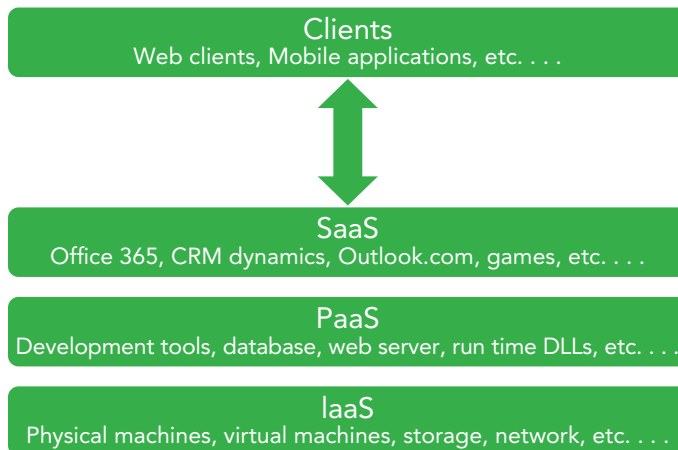 Clients
Web clients, Mobile applications, etc. . . .
SaaS
Office 365, CRM dynamics, Outlook.com, games, etc. . . .
PaaS
Development tools, database, web server, run time DLLs, etc. . . .
IaaS
Physical machines, virtual machines, storage, network, etc. . . .